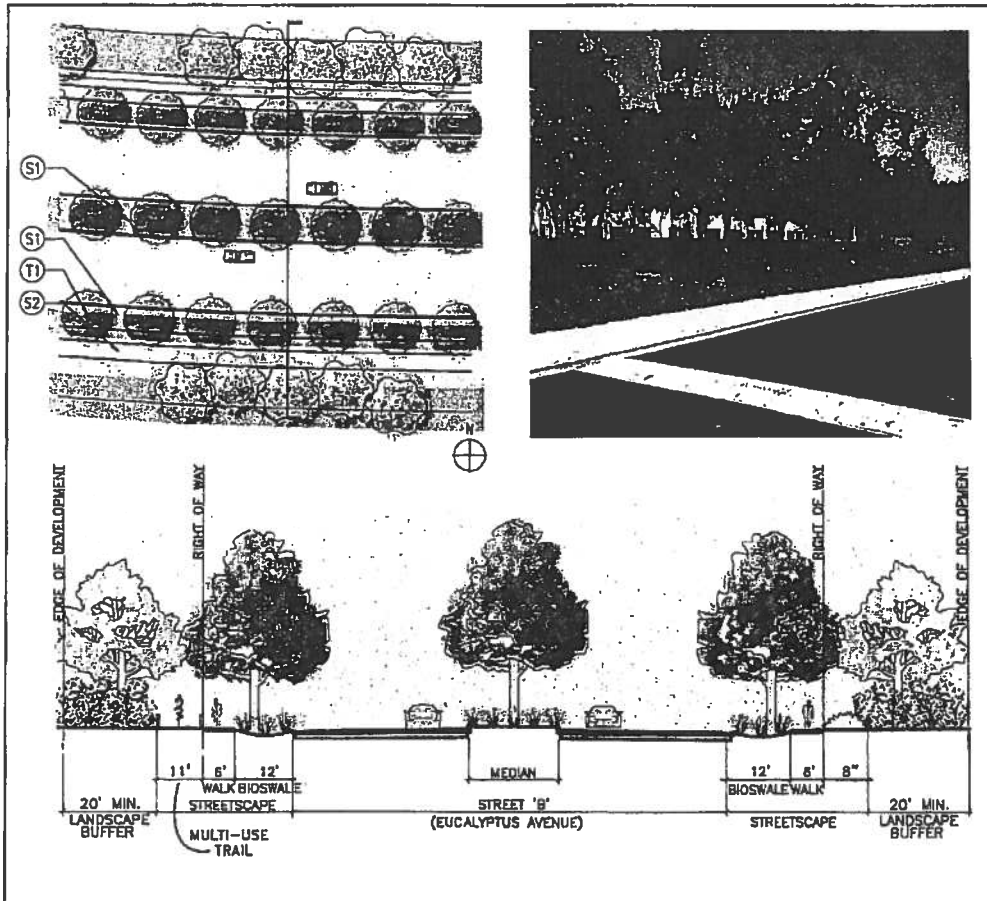 S1
S1
T1
S2
N
EDGE OF DEVELOPMENT
RIGHT OF WAY
RIGHT OF WAY
EDGE OF DEVELOPMENT
11' 6' 12' MEDIAN 12' 6' 8"
WALK BIOSWALE BIOSWALE WALK
20' MIN. STREETSCAPE STREET 'B' STREETSCAPE 20' MIN.
LANDSCAPE (EUCALYPTUS AVENUE) LANDSCAPE
BUFFER BUFFER
MULTI-USE
TRAIL